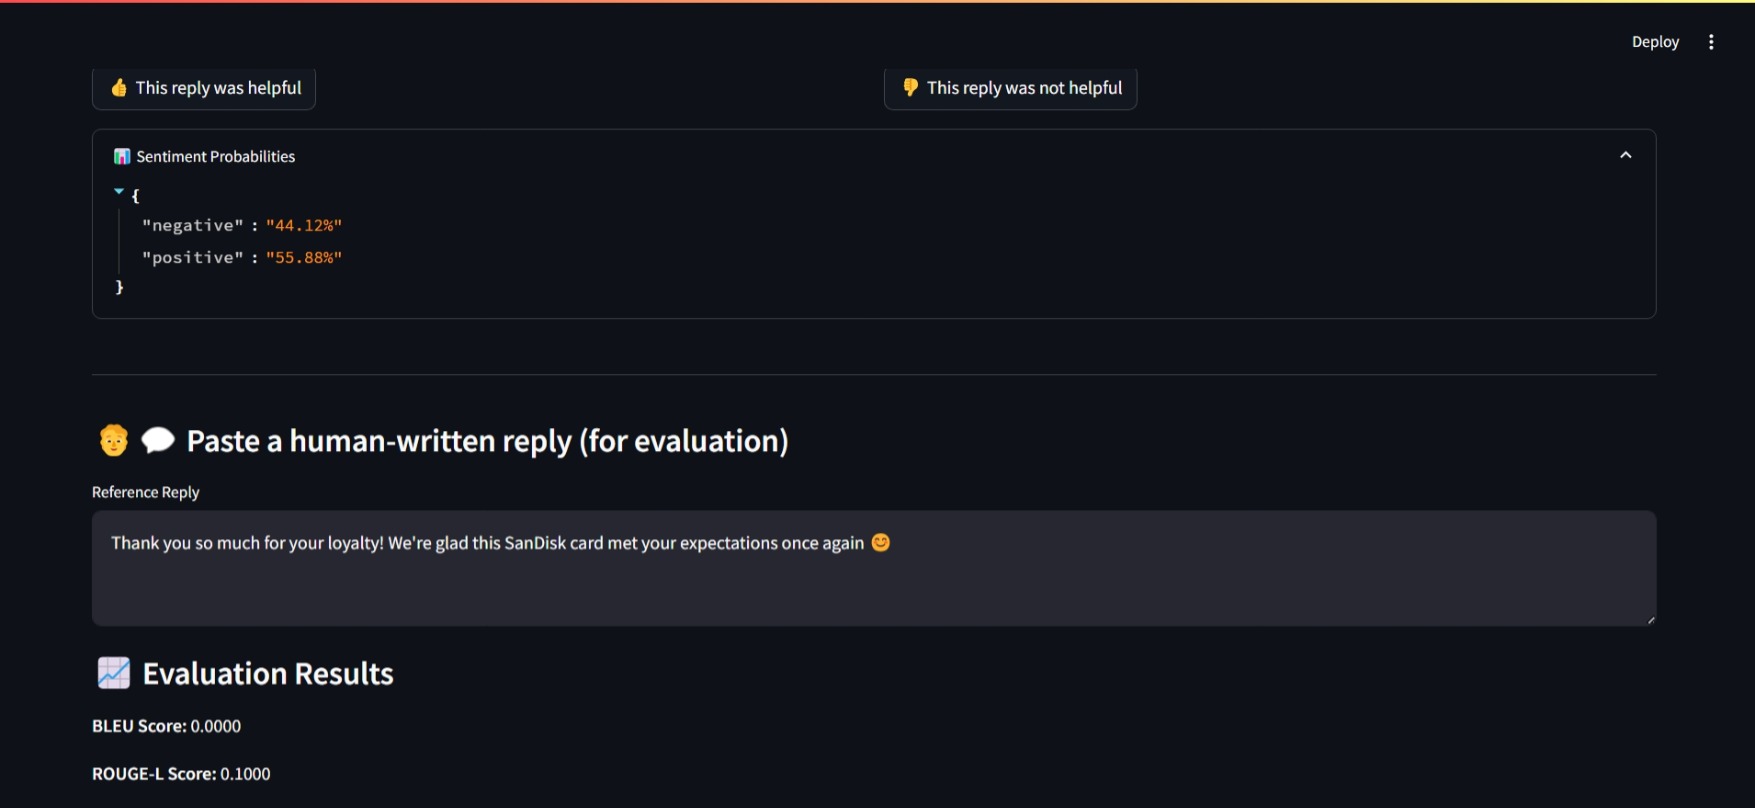 Deploy
👍 This reply was helpful
👎 This reply was not helpful
📊 Sentiment Probabilities
{
"negative" : "44.12%"
"positive" : "55.88%"
}
Paste a human-written reply (for evaluation)
Reference Reply
Thank you so much for your loyalty! We're glad this SanDisk card met your expectations once again 😊
Evaluation Results
BLEU Score: 0.0000
ROUGE-L Score: 0.1000